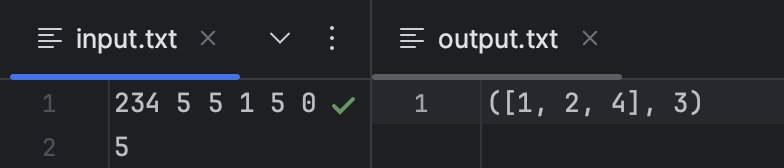 input.txt
output.txt
1 234 5 5 1 5 0
2 5
1 ([1, 2, 4], 3)